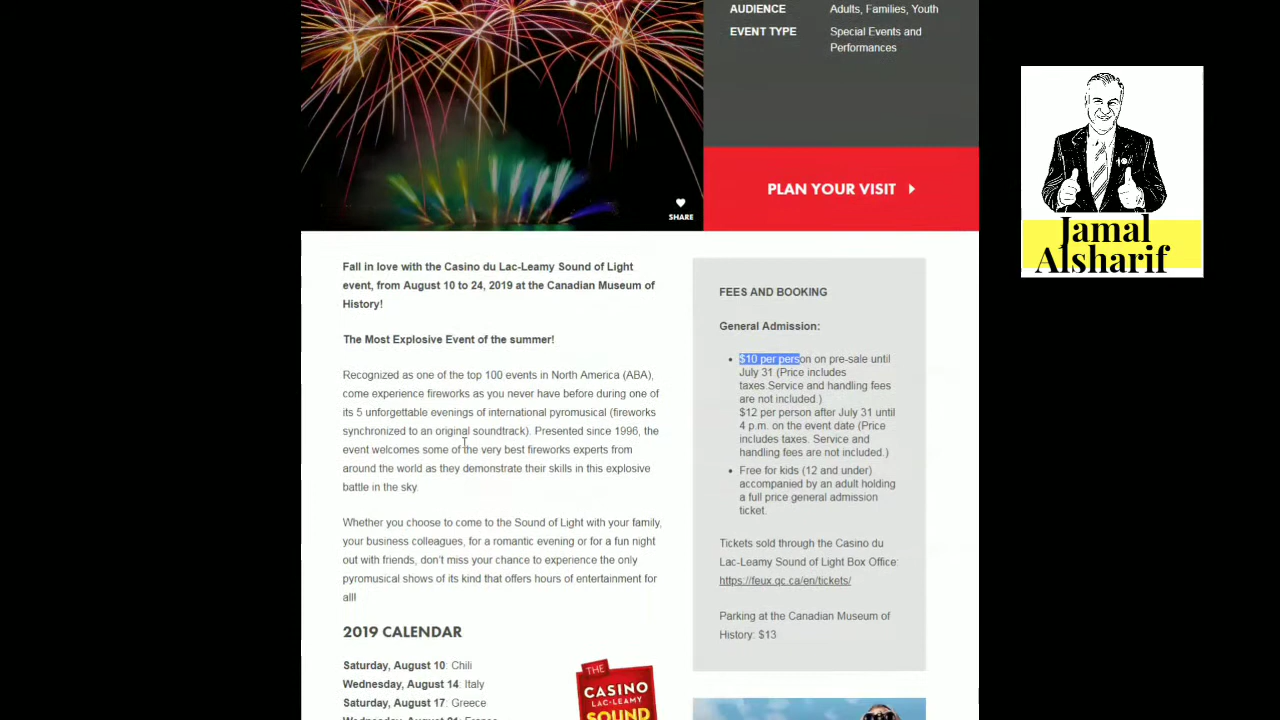 AUDIENCE
Adults, Families, Youth
EVENT TYPE
Special Events and
Performances
PLAN YOUR VISIT
SHARE
Jamal
Alsharif
Fall in love with the Casino du Lac-Leamy Sound of Light
event, from August 10 to 24, 2019 at the Canadian Museum of
History!
The Most Explosive Event of the summer!
Recognized as one of the top 100 events in North America (ABA),
come experience fireworks as you never have before during one of
its 5 unforgettable evenings of international pyromusical (fireworks
synchronized to an original soundtrack). Presented since 1996, the
event welcomes some of the very best fireworks experts from
around the world as they demonstrate their skills in this explosive
battle in the sky.
Whether you choose to come to the Sound of Light with your family,
your business colleagues, for a romantic evening or for a fun night
out with friends, don't miss your chance to experience the only
pyromusical shows of its kind that offers hours of entertainment for
all!
2019 CALENDAR
Saturday, August 10: Chili
Wednesday, August 14: Italy
Saturday, August 17: Greece
THE
CASINO
LAC-LEAMY
SOUND
FEES AND BOOKING
General Admission:
$10 per person on pre-sale until
July 31 (Price includes
taxes.Service and handling fees
are not included.)
$12 per person after July 31 until
4 p.m. on the event date (Price
includes taxes. Service and
handling fees are not included.)
Free for kids (12 and under)
accompanied by an adult holding
a full price general admission
ticket.
Tickets sold through the Casino du
Lac-Leamy Sound of Light Box Office:
https://feux.qc.ca/en/tickets/
Parking at the Canadian Museum of
History: $13